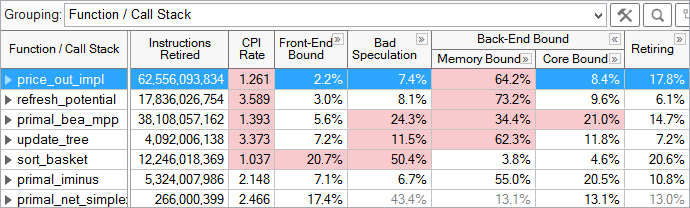 Grouping: Function / Call Stack
Function / Call Stack Instructions Retired CPI Rate Front-End Bound Bad Speculation Back-End Bound Retiring
Memory Bound Core Bound
price_out_impl 62,556,093,834 1.261 2.2% 7.4% 64.2% 8.4% 17.8%
refresh_potential 17,836,026,754 3.589 3.0% 8.1% 73.2% 9.6% 6.1%
primal_bea_mpp 38,108,057,162 1.393 5.6% 24.3% 34.4% 21.0% 14.7%
update_tree 4,092,006,138 3.373 7.2% 11.5% 62.3% 11.8% 7.2%
sort_basket 12,246,018,369 1.037 20.7% 50.4% 3.8% 4.6% 20.6%
primal_iminus 5,324,007,986 2.148 7.1% 6.7% 55.0% 20.5% 10.8%
primal_net_simplex 266,000,399 2.466 17.4% 43.4% 13.1% 13.1% 13.0%